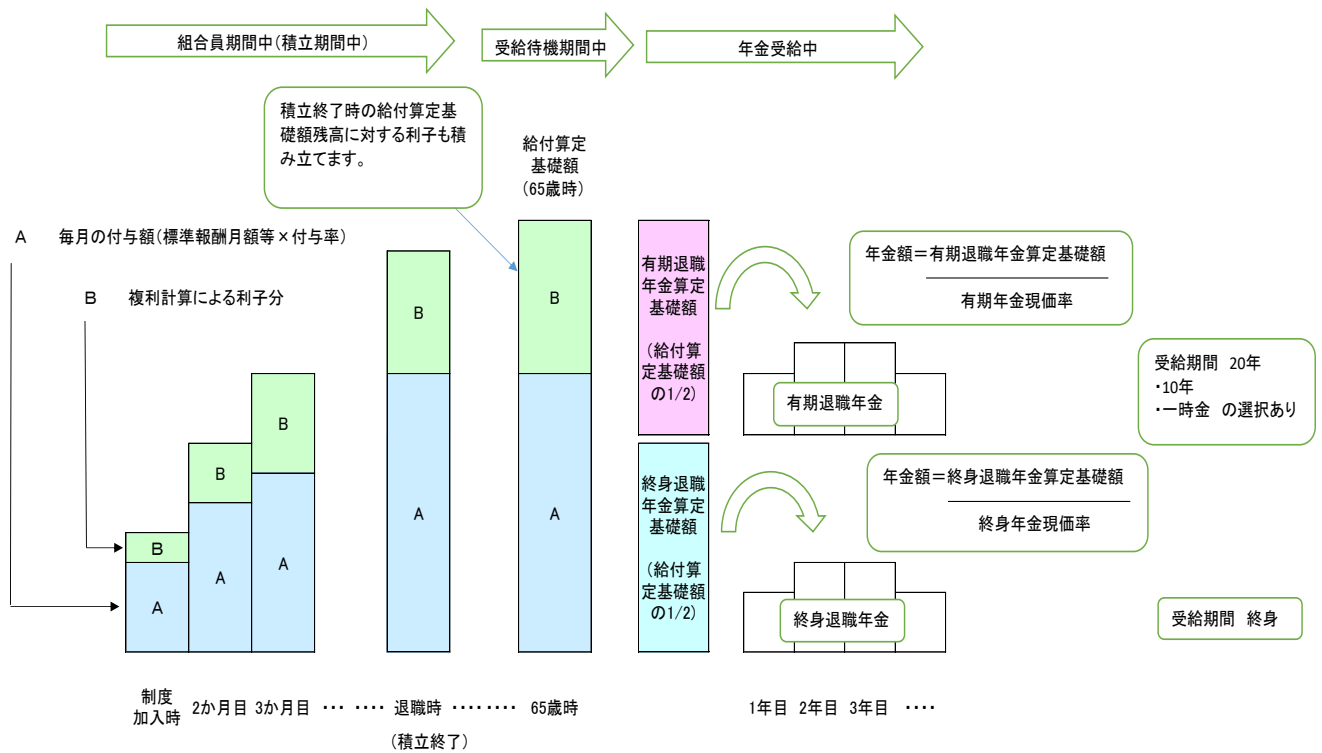 組合員期間中(積立期間中)
受給待機期間中
年金受給中
積立終了時の給付算定基
礎額残高に対する利子も積
み立てます。
給付算定
基礎額
(65歳時)
A 毎月の付与額(標準報酬月額等×付与率)
B 複利計算による利子分
B
A
B
A
B
A
B
A
B
A
有期退職
年金算定
基礎額
(給付算
定基礎額
の1/2)
年金額=有期退職年金算定基礎額
有期年金現価率
有期退職年金
受給期間 20年
・10年
・一時金 の選択あり
終身退職
年金算定
基礎額
(給付算
定基礎額
の1/2)
年金額=終身退職年金算定基礎額
終身年金現価率
終身退職年金
受給期間 終身
制度
加入時
2か月目 3か月目 ・・・ ・・・・ 退職時 ・・・・ ・・・・ 65歳時
(積立終了)
1年目 2年目 3年目 ・・・・